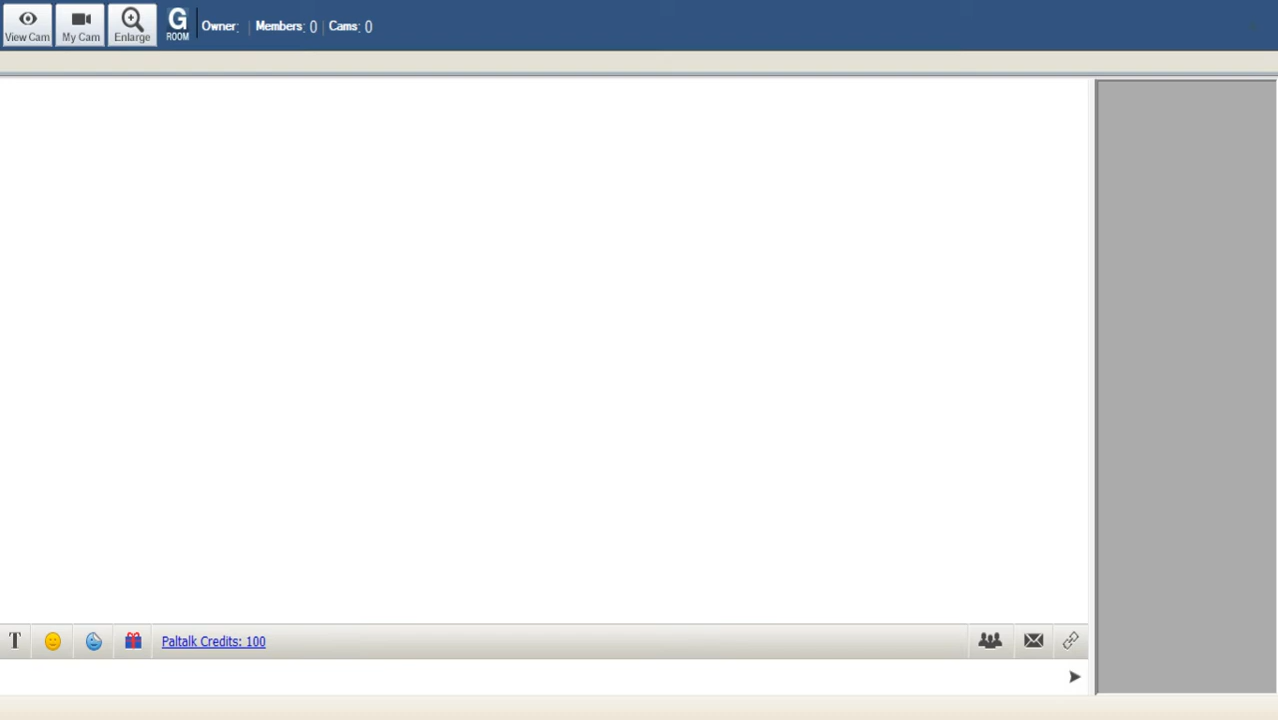 View Cam
My Cam
Enlarge
G
ROOM
Owner: | Members: 0 | Cams: 0
T
Paltalk Credits: 100